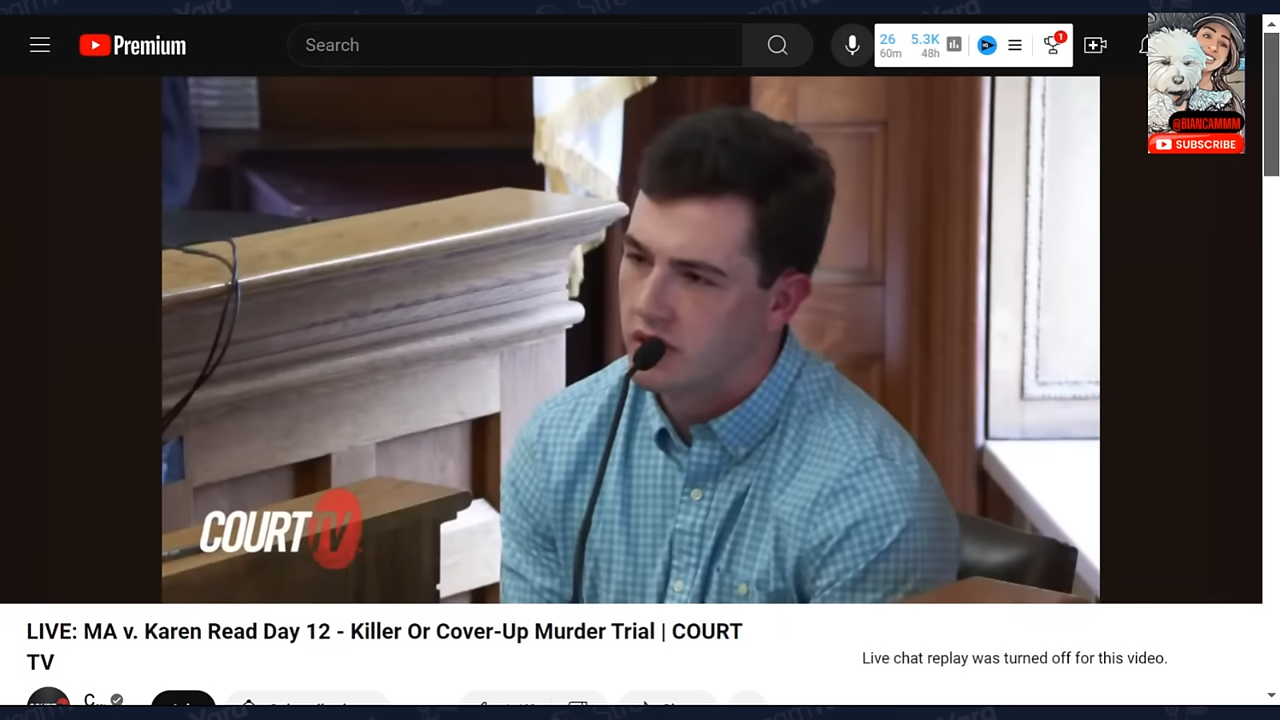 Premium
Search
26
60m
5.3K
48h
1
@BIANCAMMM
SUBSCRIBE
COURT TV
LIVE: MA v. Karen Read Day 12 - Killer Or Cover-Up Murder Trial | COURT
TV
Live chat replay was turned off for this video.